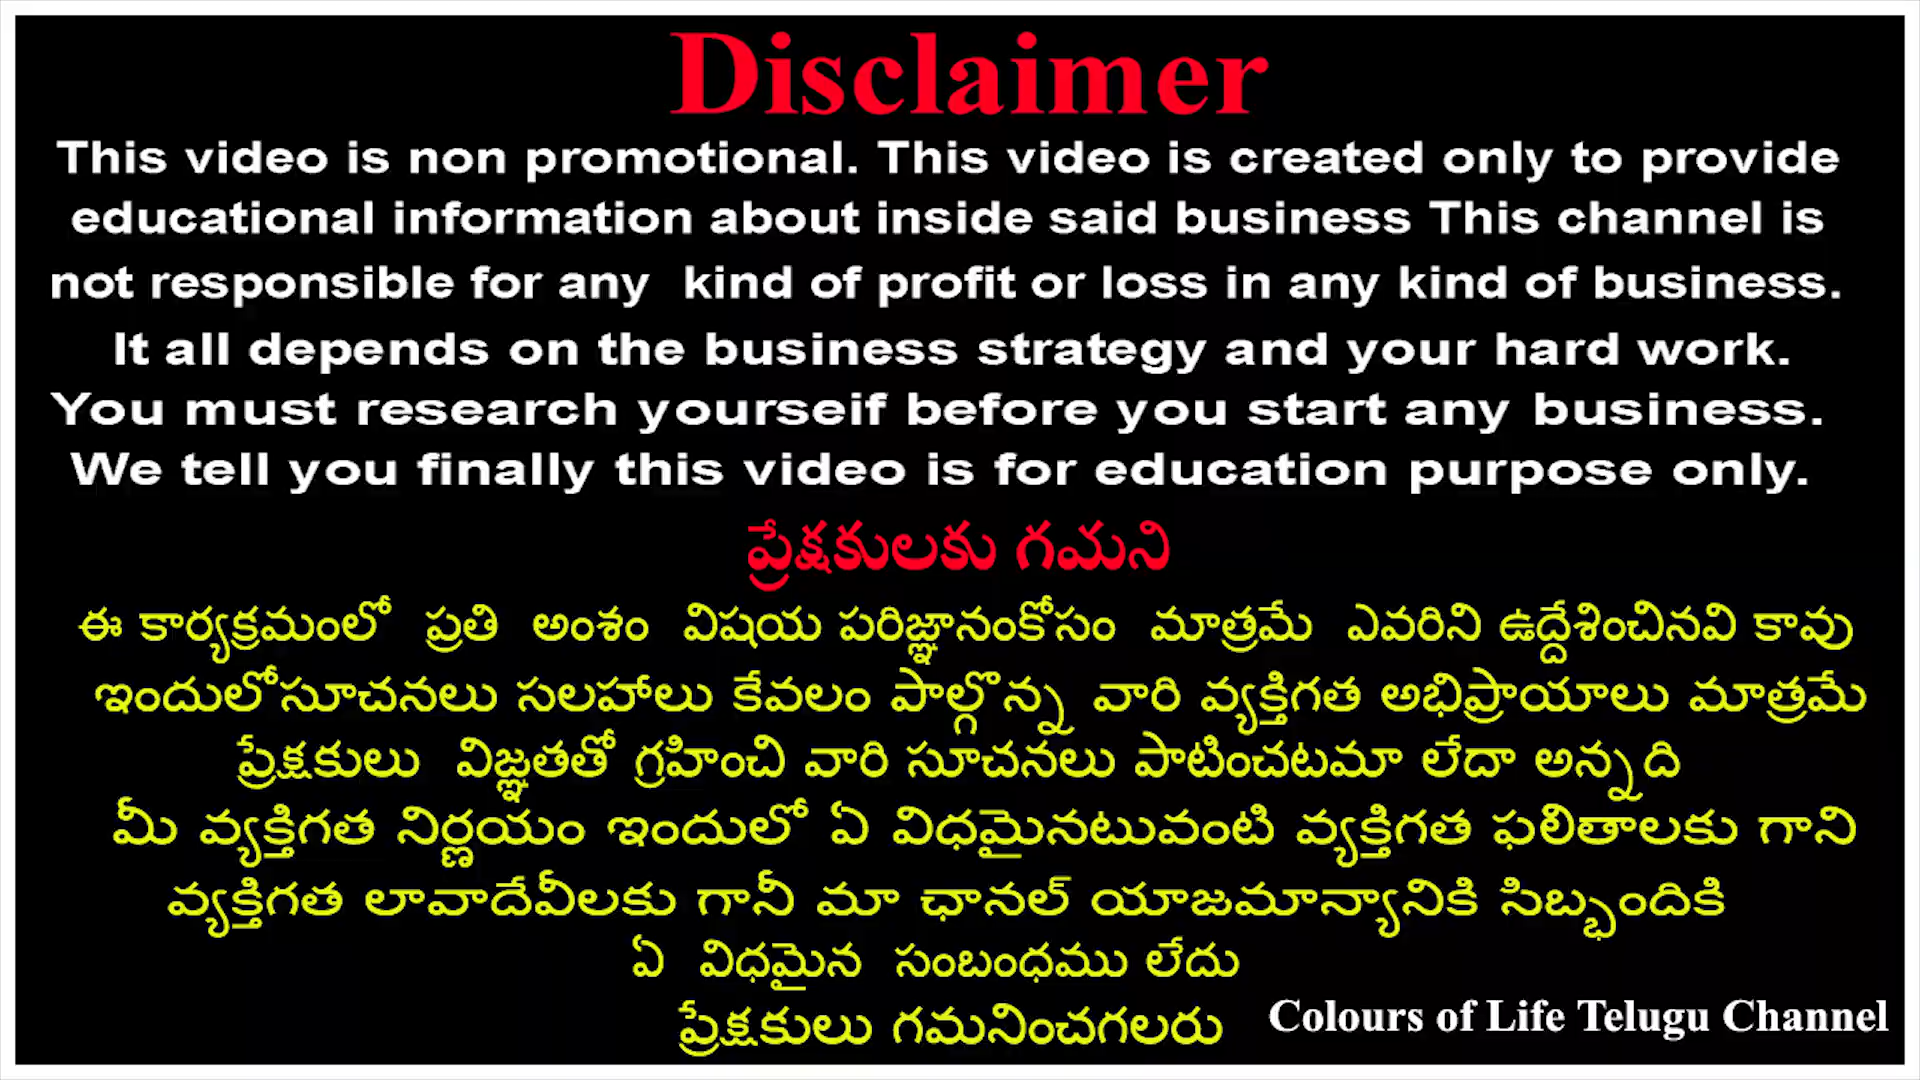 Disclaimer
This video is non promotional. This video is created only to provide
educational information about inside said business This channel is
not responsible for any kind of profit or loss in any kind of business.
It all depends on the business strategy and your hard work.
You must research yourseif before you start any business.
We tell you finally this video is for education purpose only.
ప్రేక్షకులకు గమని
ఈ కార్యక్రమంలో ప్రతి అంశం విషయ పరిజ్ఞానంకోసం మాత్రమే ఎవరిని ఉద్దేశించినవి కావు
ఇందులోసూచనలు సలహాలు కేవలం పాల్గొన్న వారి వ్యక్తిగత అభిప్రాయాలు మాత్రమే
ప్రేక్షకులు విజ్ఞతతో గ్రహించి వారి సూచనలు పాటించటమా లేదా అన్నది
మీ వ్యక్తిగత నిర్ణయం ఇందులో ఏ విధమైనటువంటి వ్యక్తిగత ఫలితాలకు గాని
వ్యక్తిగత లావాదేవీలకు గానీ మా ఛానల్ యాజమాన్యానికి సిబ్బందికి
ఏ విధమైన సంబంధము లేదు
ప్రేక్షకులు గమనించగలరు
Colours of Life Telugu Channel